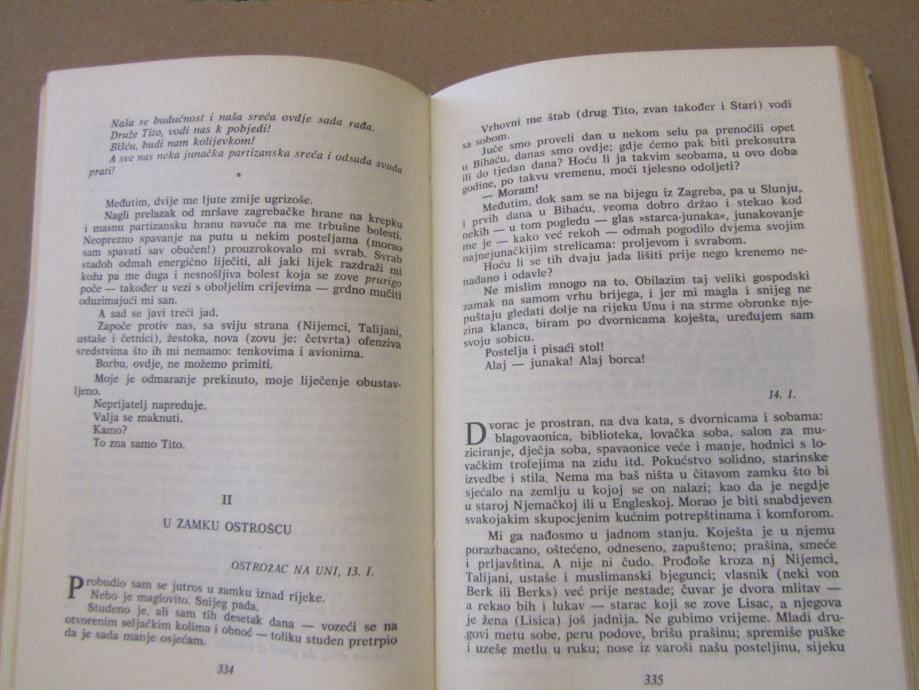 Naša se budućnost i naša sreća ovdje sada rađa.
Druže Tito, vodi nas k pobjedi!
Bišću, budi nam kolijevkom!
A sve nas neka junačka partizanska sreća i odsada svuda
prati!
*
Međutim, dvije me ljute zmije ugrizoše.
Nagli prelazak od mršave zagrebačke hrane na krepku
i masnu partizansku hranu navuče na me trbušne bolesti.
Neoprezno spavanje na putu u nekim posteljama (morao
sam spavati sav obučen!) prouzrokovalo mi svrab. Svrab
stadoh odmah energično liječiti, ali jaki lijek razdraži mi
kožu pa me duga i nesnošljiva bolest koja se zove prurigo
poče — također u vezi s oboljelim crijevima — grdno mučiti
oduzimajući mi san.
A sad se javi treći jad.
Započe protiv nas, sa sviju strana (Nijemci, Talijani,
ustaše i četnici), žestoka, nova (zovu je: četvrta) ofenziva
sredstvima što ih mi nemamo: tenkovima i avionima.
Borbu, ovdje, ne možemo primiti.
Moje je odmaranje prekinuto, moje liječenje obustav-
ljeno.
Neprijatelj napreduje.
Valja se maknuti.
Kamo?
To zna samo Tito.
II
U ZAMKU OSTROŠCU
OSTROŽAC NA UNI, 13. I.
Probudio sam se jutros u zamku iznad rijeke.
Nebo je maglovito. Snijeg pada.
Studeno je, ali sam tih desetak dana — vozeći se na
otvorenim seljačkim kolima i obnoć — toliku studen pretrpio
da je sada manje osjećam.
334
Vrhovni me štab (drug Tito, zvan također i Stari) vodi
sa sobom.
Juče smo proveli dan u nekom selu pa prenoćili opet
u Bihaću, danas smo ovdje; gdje ćemo pak biti prekosutra
ili do tjedan dana? Hoću li ja takvim seobama, u ovo doba
godine, po takvu vremenu, moći tjelesno odoljeti?
— Moram!
Međutim, dok sam se na bijegu iz Zagreba, pa u Slunju,
i prvih dana u Bihaću, veoma dobro držao i stekao kod
nekih — u tom pogledu — glas »starca-junaka«, junakovanje
me je — kako već rekoh — odmah pogodilo dvjema svojim
najnejunačkijim strelicama: proljevom i svrabom.
Hoću li se tih dvaju jada lišiti prije nego krenemo ne-
nadano i odavle?
Ne mislim mnogo na to. Obilazim taj veliki gospodski
zamak na samom vrhu brijega, i jer mi magla i snijeg ne
puštaju gledati dolje na rijeku Unu i na strme obronke nje-
zina klanca, biram po dvornicama koješta, uređujem sam
svoju sobicu.
Postelja i pisaći stol!
Alaj — junaka! Alaj borca!
14. I.
Dvorac je prostran, na dva kata, s dvornicama i sobama:
blagovaonica, biblioteka, lovačka soba, salon za mu-
ziciranje, dječja soba, spavaonice veće i manje, hodnici s lo-
vačkim trofejima na zidu itd. Pokućstvo solidno, starinske
izvedbe i stila. Nema ma baš ništa u čitavom zamku što bi
sjećalo na zemlju u kojoj se on nalazi; kao da je negdje
u staroj Njemačkoj ili u Engleskoj. Morao je biti snabdjeven
svakojakim skupocjenim kućnim potrepštinama i komforom.
Mi ga nađosmo u jadnom stanju. Koješta je u njemu
porazbacano, oštećeno, odneseno, zapušteno; prašina, smeće
i prljavština. A nije ni čudo. Prođoše kroza nj Nijemci,
Talijani, ustaše i muslimanski bjegunci; vlasnik (neki von
Berk ili Berks) već prije nestade; čuvar je dvora mlitav —
a rekao bih i lukav — starac koji se zove Lisac, a njegova
je žena (Lisica) još jadnija. Ne gubimo vrijeme. Mladi dru-
govi metu sobe, peru podove, brišu prašinu; spremiše puške
i uzeše metlu u ruku; nose iz varoši našu posteljinu, sijeku
335